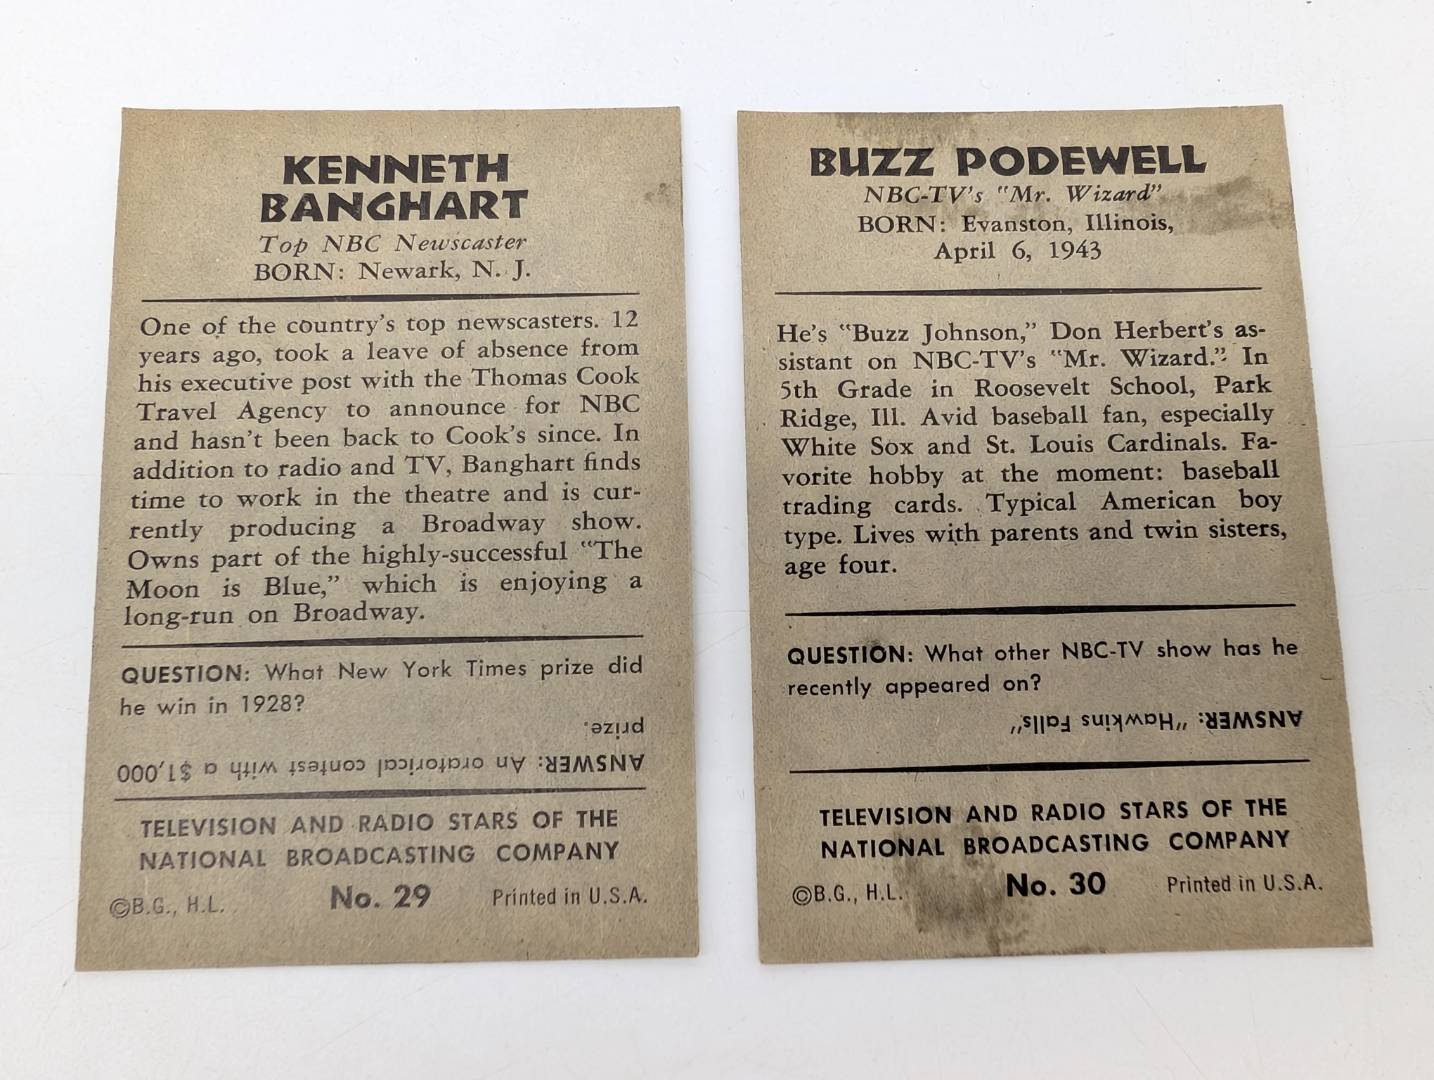 KENNETH
BANGHART
Top NBC Newscaster
BORN: Newark, N. J.
One of the country's top newscasters. 12
years ago, took a leave of absence from
his executive post with the Thomas Cook
Travel Agency to announce for NBC
and hasn't been back to Cook's since. In
addition to radio and TV, Banghart finds
time to work in the theatre and is cur-
rently producing a Broadway show.
Owns part of the highly-successful "The
Moon is Blue," which is enjoying a
long-run on Broadway.
QUESTION: What New York Times prize did
he win in 1928?
ANSWER: An oratorical contest with a $1,000
prize.
TELEVISION AND RADIO STARS OF THE
NATIONAL BROADCASTING COMPANY
©B.G., H.L. No. 29 Printed in U.S.A.
BUZZ PODEWELL
NBC-TV's "Mr. Wizard"
BORN: Evanston, Illinois,
April 6, 1943
He's "Buzz Johnson," Don Herbert's as-
sistant on NBC-TV's "Mr. Wizard." In
5th Grade in Roosevelt School, Park
Ridge, Ill. Avid baseball fan, especially
White Sox and St. Louis Cardinals. Fa-
vorite hobby at the moment: baseball
trading cards. Typical American boy
type. Lives with parents and twin sisters,
age four.
QUESTION: What other NBC-TV show has he
recently appeared on?
ANSWER: "Hawkins Falls"
TELEVISION AND RADIO STARS OF THE
NATIONAL BROADCASTING COMPANY
©B.G., H.L. No. 30 Printed in U.S.A.